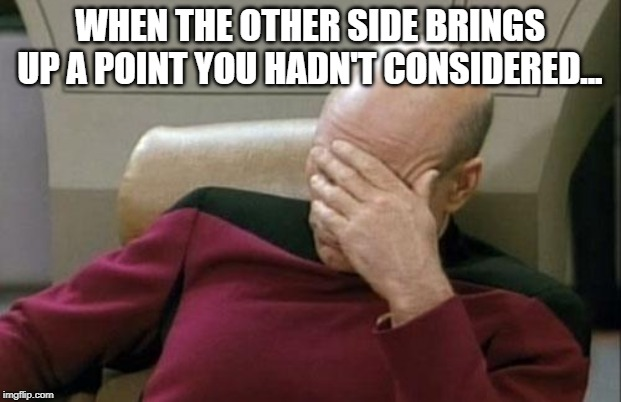 WHEN THE OTHER SIDE BRINGS
UP A POINT YOU HADN'T CONSIDERED...
imgflip.com